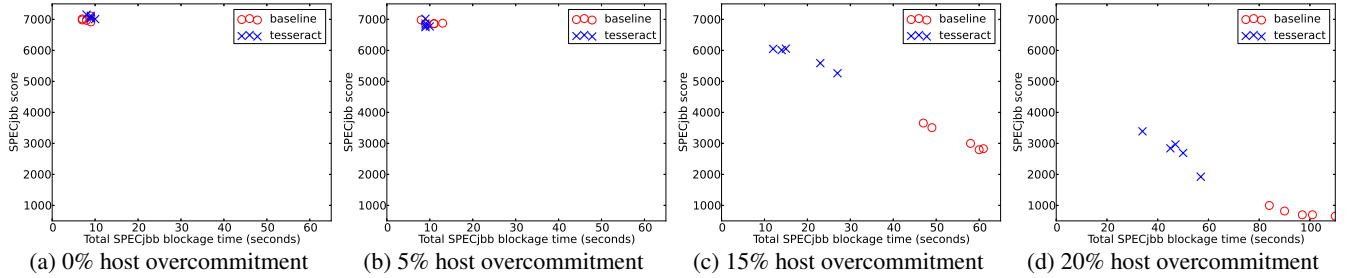 7000
6000
5000
4000
3000
2000
1000
SPECjbb score
baseline
tesseract
0 10 20 30 40 50 60
Total SPECjbb blockage time (seconds)
(a) 0% host overcommitment
7000
6000
5000
4000
3000
2000
1000
SPECjbb score
baseline
tesseract
0 10 20 30 40 50 60
Total SPECjbb blockage time (seconds)
(b) 5% host overcommitment
7000
6000
5000
4000
3000
2000
1000
SPECjbb score
baseline
tesseract
0 10 20 30 40 50 60
Total SPECjbb blockage time (seconds)
(c) 15% host overcommitment
7000
6000
5000
4000
3000
2000
1000
SPECjbb score
baseline
tesseract
0 20 40 60 80 100
Total SPECjbb blockage time (seconds)
(d) 20% host overcommitment